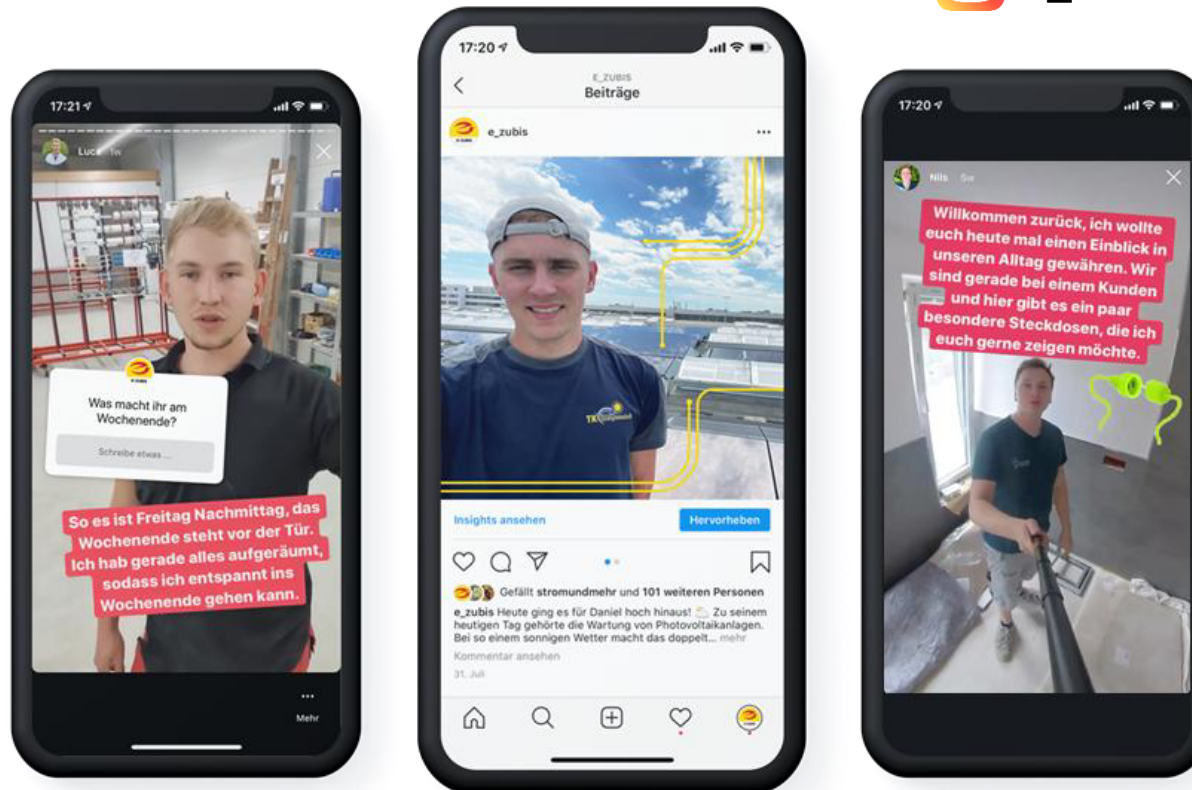 17:21
Luca 1w
E-ZUBIS
Was macht ihr am
Wochenende?
Schreibe etwas ...
So es ist Freitag Nachmittag, das
Wochenende steht vor der Tür.
Ich hab gerade alles aufgeräumt,
sodass ich entspannt ins
Wochenende gehen kann.
Mehr
17:20
E_ZUBIS
Beiträge
e_zubis
Insights ansehen
Hervorheben
Gefällt stromundmehr und 101 weiteren Personen
e_zubis Heute ging es für Daniel hoch hinaus! Zu seinem
heutigen Tag gehörte die Wartung von Photovoltaikanlagen.
Bei so einem sonnigen Wetter macht das doppelt... mehr
Kommentar ansehen
31. Juli
17:20
Nils 5w
Willkommen zurück, ich wollte
euch heute mal einen Einblick in
unseren Alltag gewähren. Wir
sind gerade bei einem Kunden
und hier gibt es ein paar
besondere Steckdosen, die ich
euch gerne zeigen möchte.